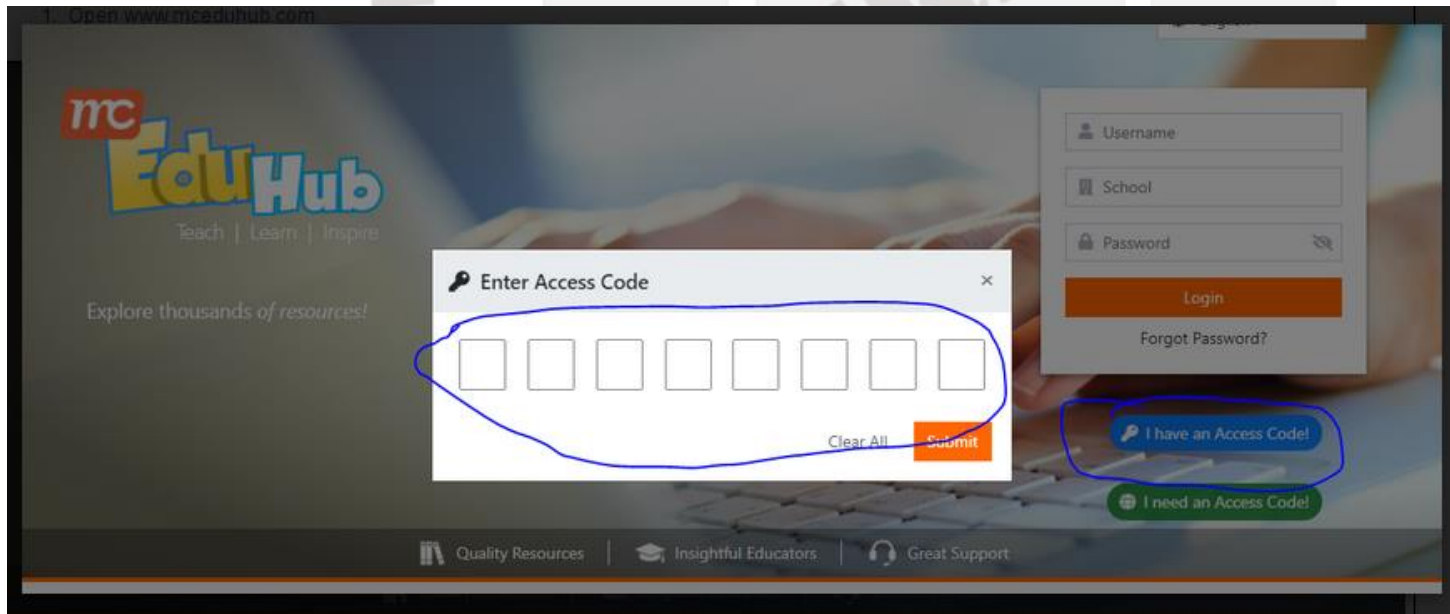 1. Open www.mceduhub.com
English
mc
EduHub
Teach | Learn | Inspire
Explore thousands of resources!
Username
School
Password
Login
Forgot Password?
Enter Access Code
×
Clear All
Submit
I have an Access Code!
I need an Access Code!
Quality Resources | Insightful Educators | Great Support